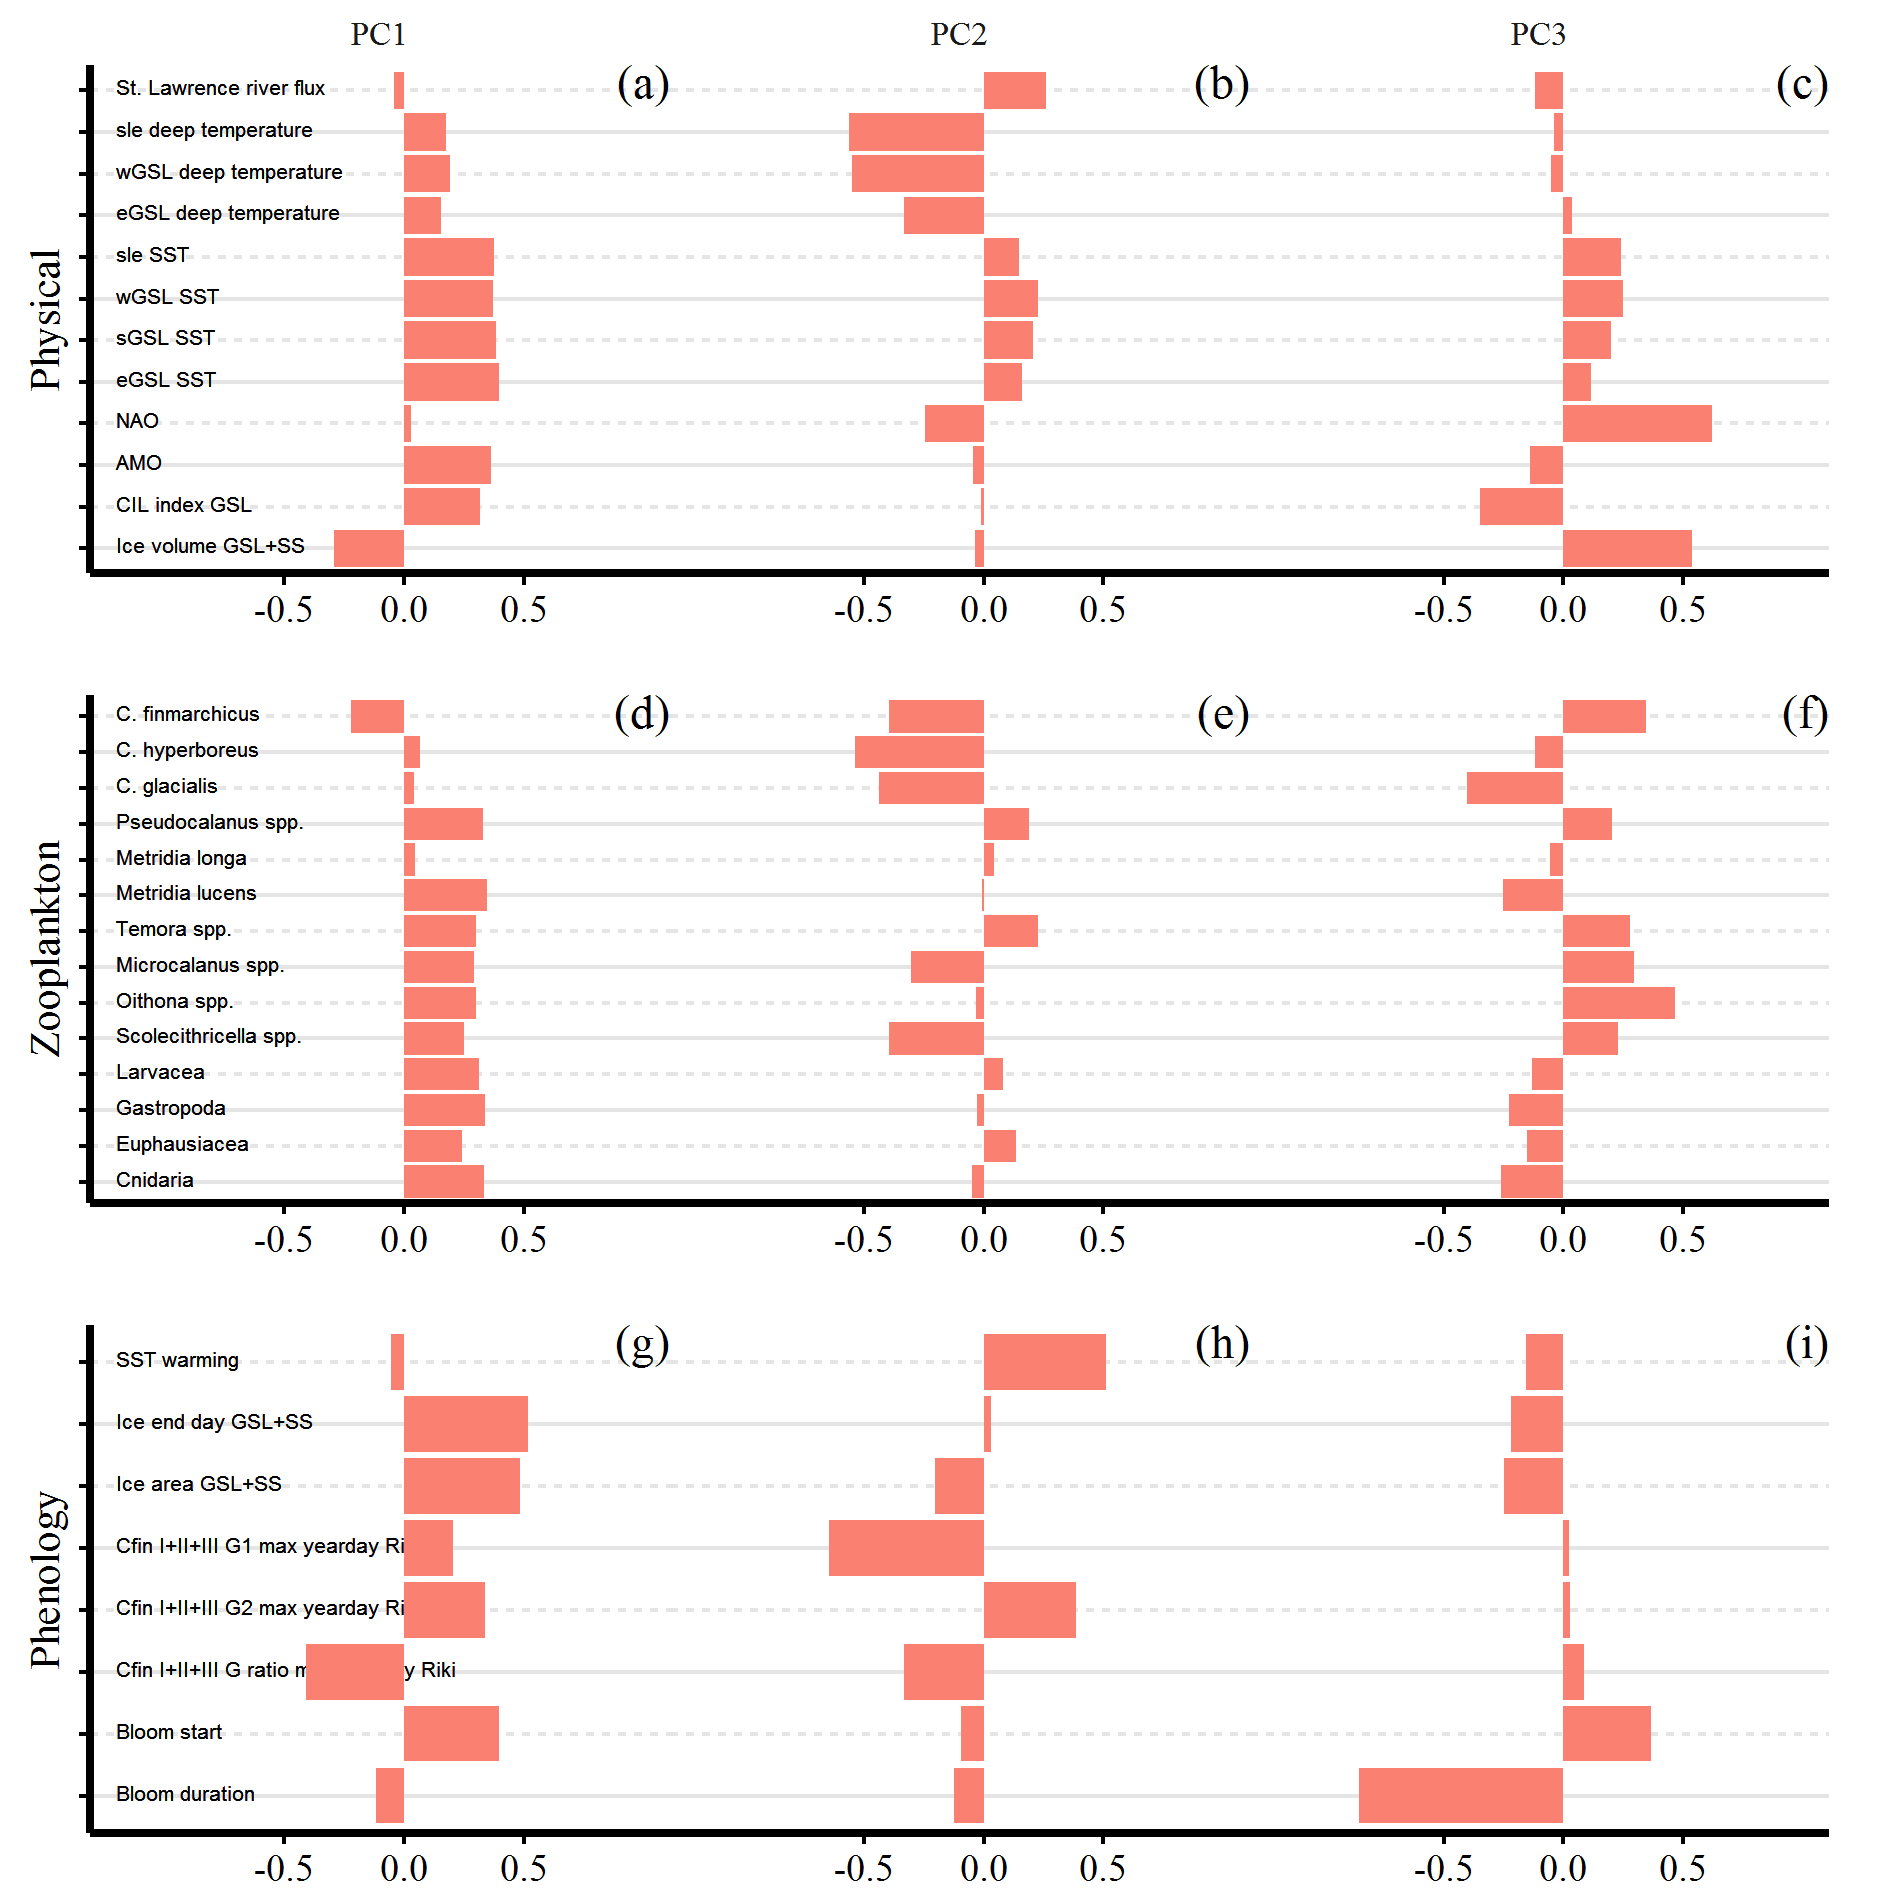 PC1 PC2 PC3
Physical
(a) (b) (c)
St. Lawrence river flux
sle deep temperature
wGSL deep temperature
eGSL deep temperature
sle SST
wGSL SST
sGSL SST
eGSL SST
NAO
AMO
CIL index GSL
Ice volume GSL+SS
-0.5 0.0 0.5 -0.5 0.0 0.5 -0.5 0.0 0.5
Zooplankton
(d) (e) (f)
C. finmarchicus
C. hyperboreus
C. glacialis
Pseudocalanus spp.
Metridia longa
Metridia lucens
Temora spp.
Microcalanus spp.
Oithona spp.
Scolecithricella spp.
Larvacea
Gastropoda
Euphausiacea
Cnidaria
-0.5 0.0 0.5 -0.5 0.0 0.5 -0.5 0.0 0.5
Phenology
(g) (h) (i)
SST warming
Ice end day GSL+SS
Ice area GSL+SS
Cfin I+II+III G1 max yearday Ri
Cfin I+II+III G2 max yearday Ri
Cfin I+II+III G ratio Riki
Bloom start
Bloom duration
-0.5 0.0 0.5 -0.5 0.0 0.5 -0.5 0.0 0.5